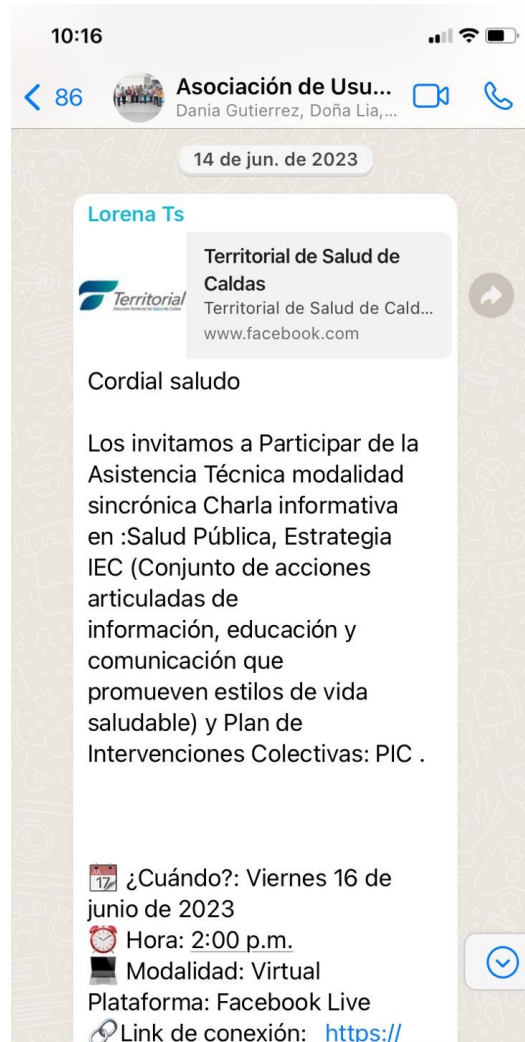 10:16
86
Asociación de Usu...
Dania Gutierrez, Doña Lia,...
14 de jun. de 2023
Lorena Ts
Territorial
Territorial de Salud de
Caldas
Territorial de Salud de Cald...
www.facebook.com
Cordial saludo
Los invitamos a Participar de la
Asistencia Técnica modalidad
sincrónica Charla informativa
en :Salud Pública, Estrategia
IEC (Conjunto de acciones
articuladas de
información, educación y
comunicación que
promueven estilos de vida
saludable) y Plan de
Intervenciones Colectivas: PIC .
📅 ¿Cuándo?: Viernes 16 de
junio de 2023
⏰ Hora: 2:00 p.m.
💻 Modalidad: Virtual
Plataforma: Facebook Live
🔗Link de conexión: https://